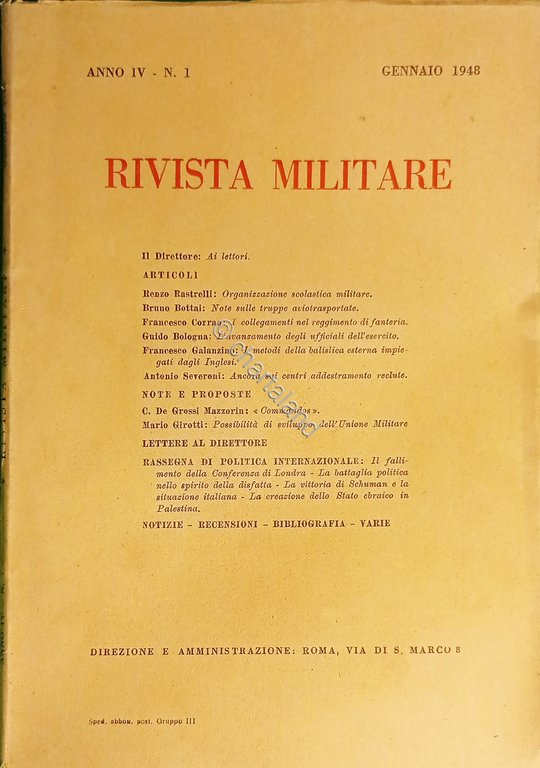 ANNO IV - N. 1
GENNAIO 1948
RIVISTA MILITARE
Il Direttore: Ai lettori.
ARTICOLI
Renzo Rastrelli: Organizzazione scolastica militare.
Bruno Bottai: Note sulle truppe aviotrasportate.
Francesco Corrao: I collegamenti nel reggimento di fanteria.
Guido Bologna: L'avanzamento degli ufficiali dell'esercito.
Francesco Galanzino: I metodi della balistica esterna impie-
gati dagli Inglesi.
Antonio Severoni: Ancora sui centri addestramento reclute.
NOTE E PROPOSTE
C. De Grossi Mazzorin: « Commandos ».
Mario Girotti: Possibilità di sviluppo dell'Unione Militare
LETTERE AL DIRETTORE
RASSEGNA DI POLITICA INTERNAZIONALE: Il falli-
mento della Conferenza di Londra - La battaglia politica
nello spirito della disfatta - La vittoria di Schuman e la
situazione italiana - La creazione dello Stato ebraico in
Palestina.
NOTIZIE - RECENSIONI - BIBLIOGRAFIA - VARIE
DIREZIONE E AMMINISTRAZIONE: ROMA, VIA DI S. MARCO 8
Sped. abbon. post. Gruppo III
© chartaland